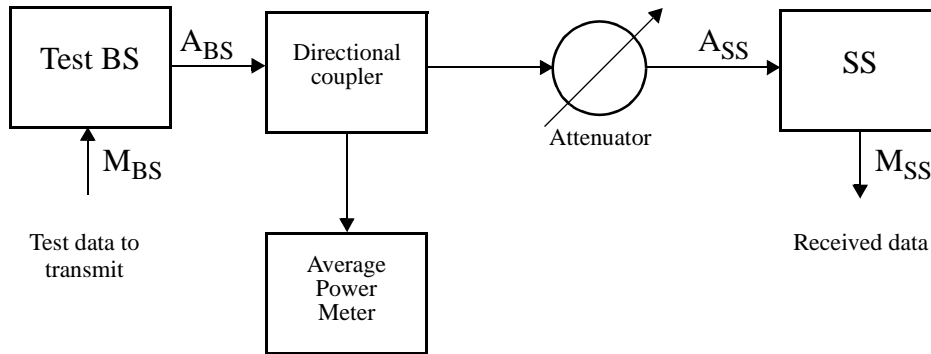 Test BS
A_BS
Directional
coupler
A_SS
SS
Attenuator
M_BS
M_SS
Test data to
transmit
Received data
Average
Power
Meter